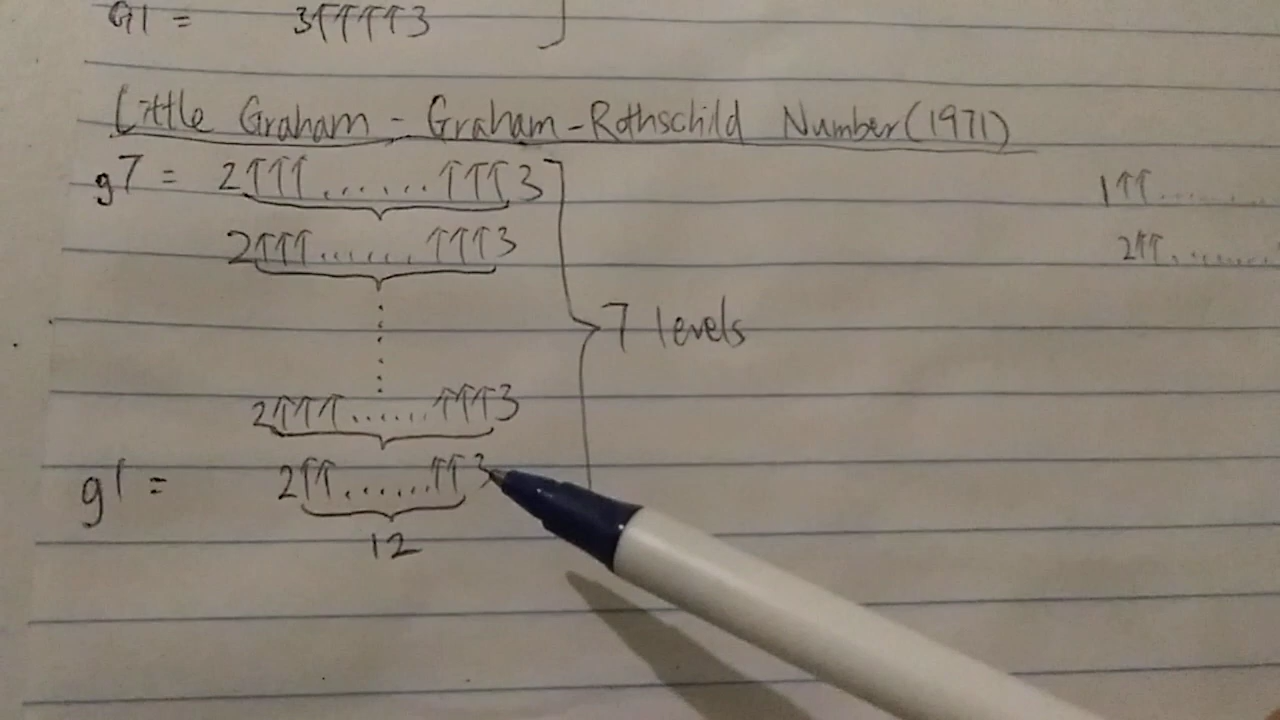 G1 = 3↑↑↑↑↑3
Little Graham - Graham-Rothschild Number (1971)
g7 = 2↑↑↑.......↑↑↑3
2↑↑↑......↑↑↑3
7 levels
2↑↑↑......↑↑↑3
g1 = 2↑↑.......↑↑3
12
1↑↑.........
2↑↑.........